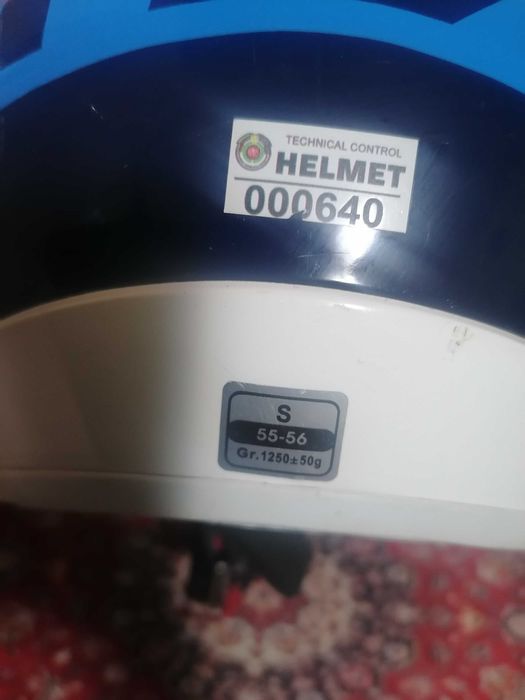 TECHNICAL CONTROL
HELMET
000640
S
55-56
Gr.1250±50g